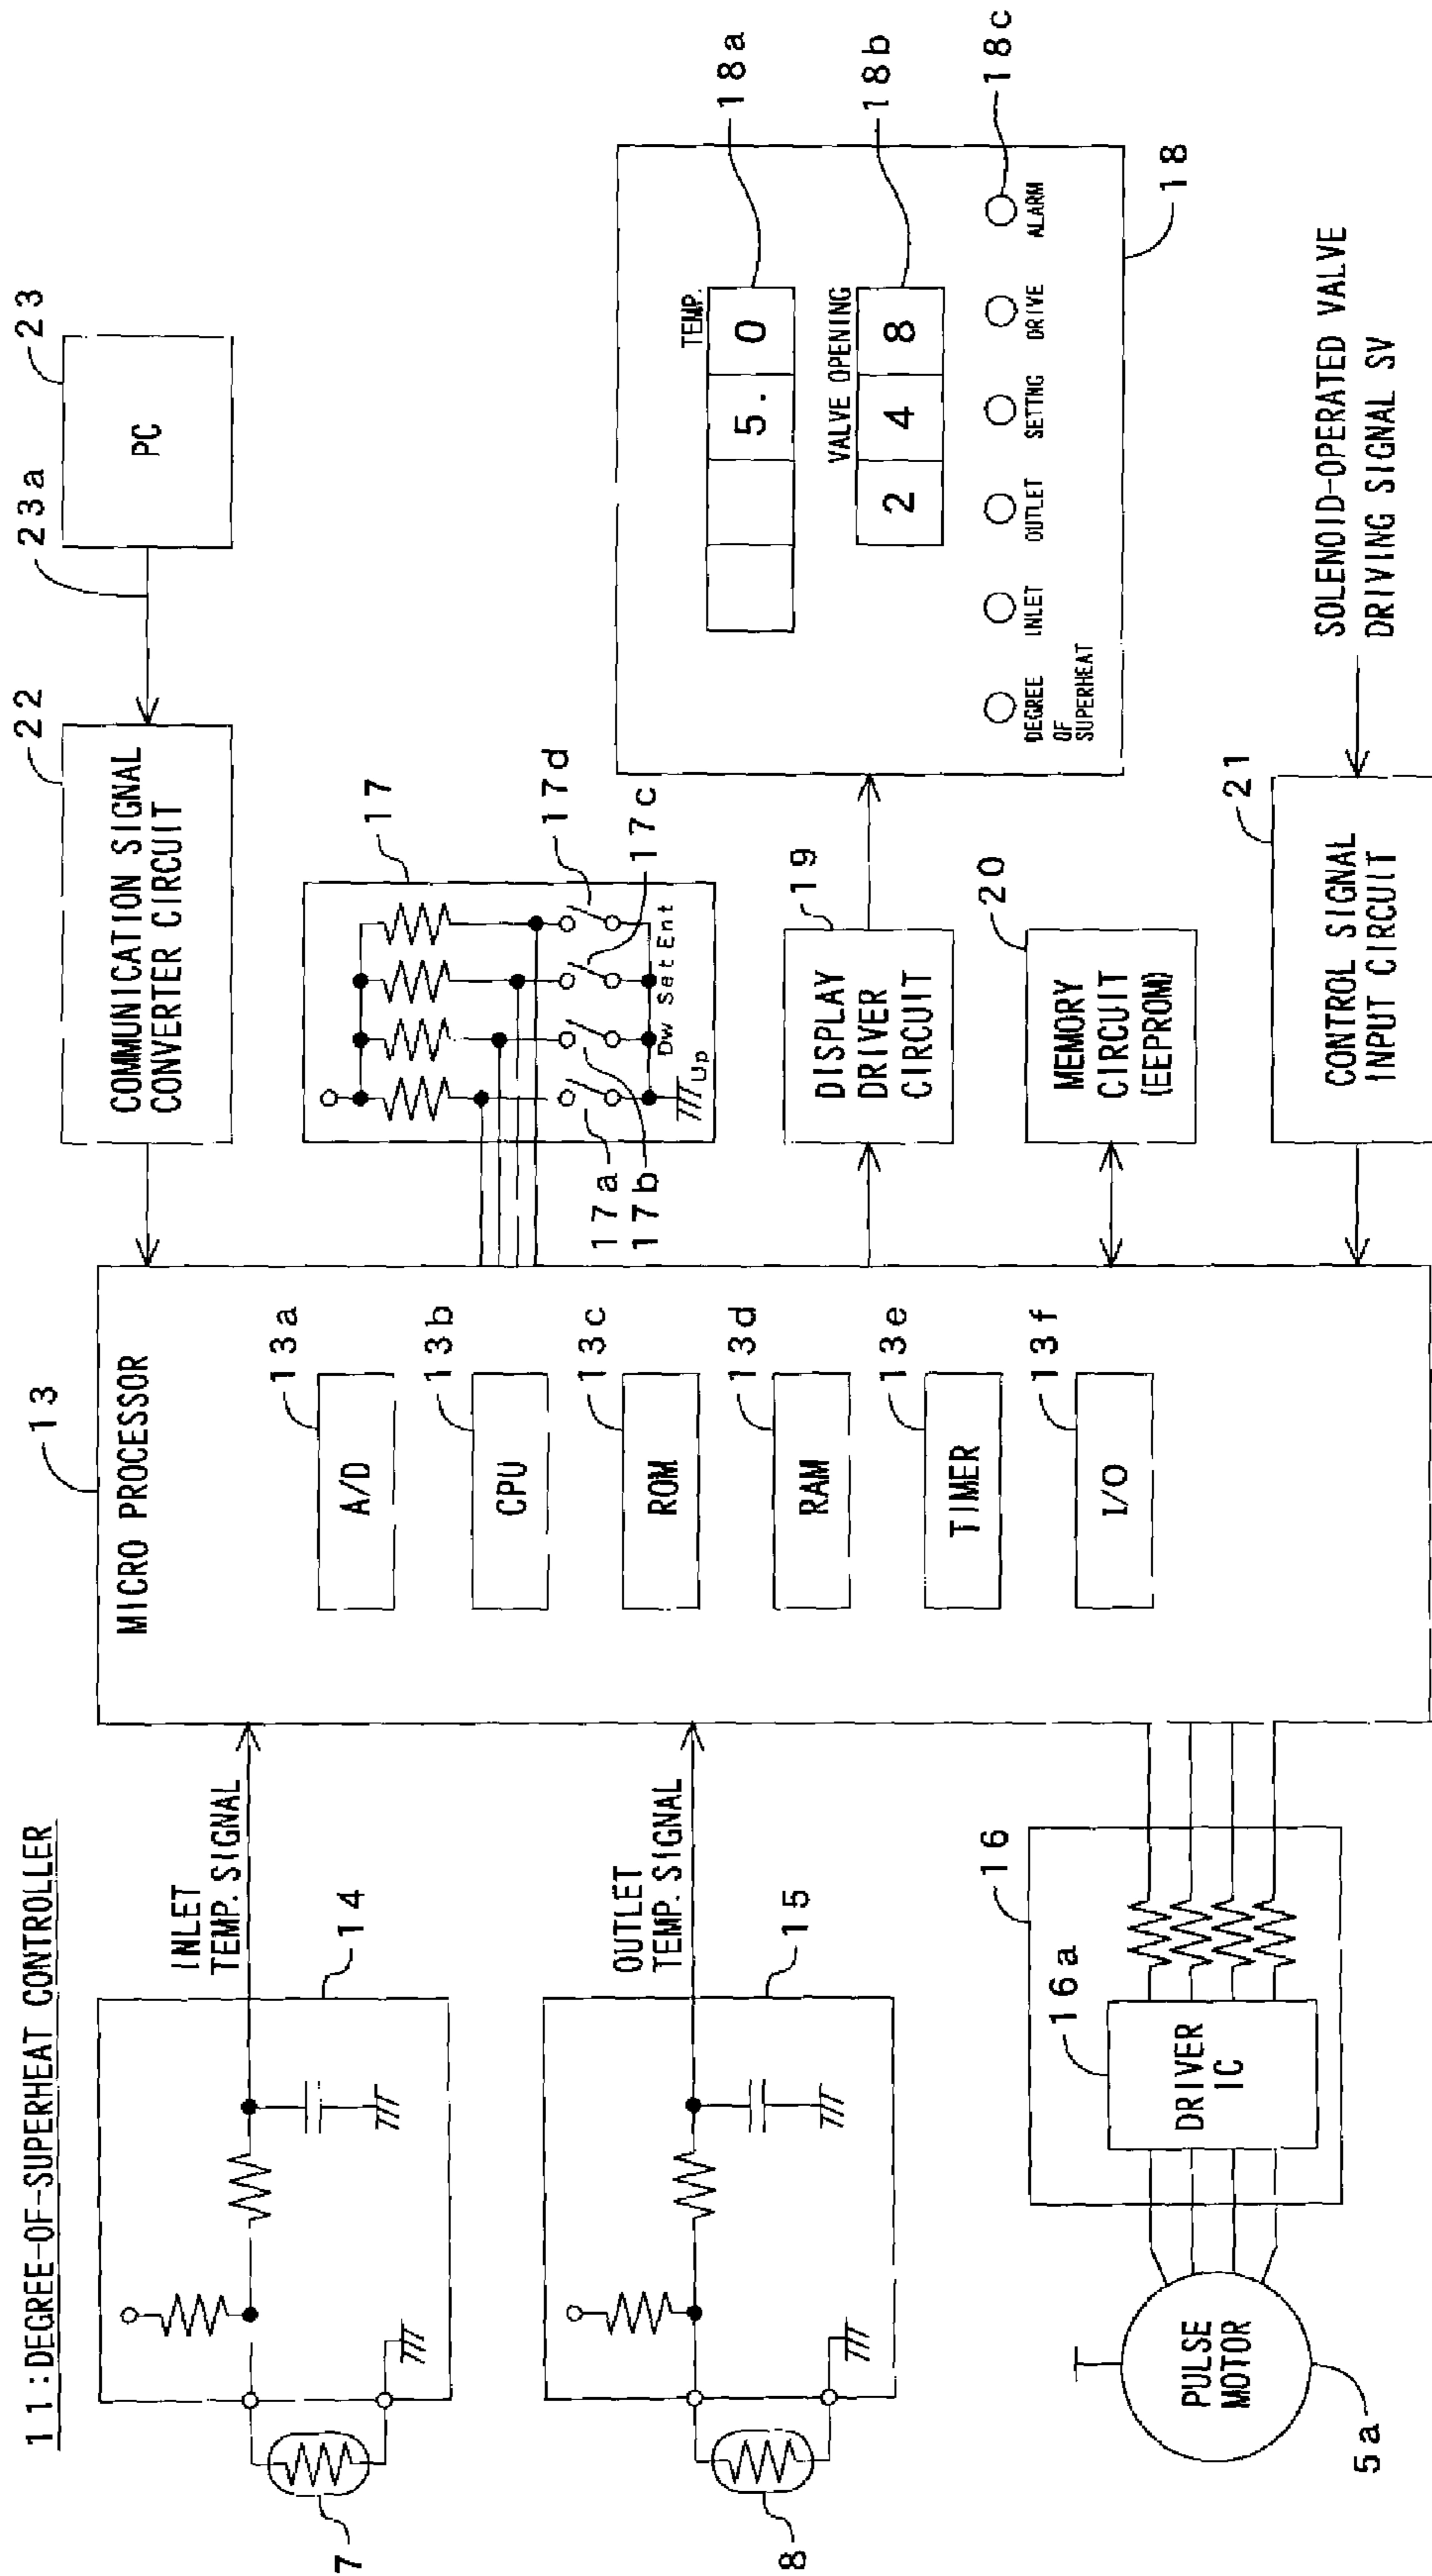 11:DEGREE-OF-SUPERHEAT CONTROLLER
7
INLET
TEMP. SIGNAL
14
8
OUTLET
TEMP. SIGNAL
15
5a
PULSE
MOTOR
16
16a
DRIVER
IC
13
MICRO PROCESSOR
A/D
13a
CPU
13b
ROM
13c
RAM
13d
TIMER
13e
I/O
13f
22
COMMUNICATION SIGNAL
CONVERTER CIRCUIT
23a
23
PC
17
17a
17b
17c
17d
Up
Dw
Set
Ent
19
DISPLAY
DRIVER
CIRCUIT
20
MEMORY
CIRCUIT
(EEPROM)
21
CONTROL SIGNAL
INPUT CIRCUIT
SOLENOID-OPERATED VALVE
DRIVING SIGNAL SV
TEMP.
5. 0
18a
VALVE OPENING
2 4 8
18b
18c
DEGREE
OF
SUPERHEAT
INLET
OUTLET
SETTNG
DRIVE
ALARM
18